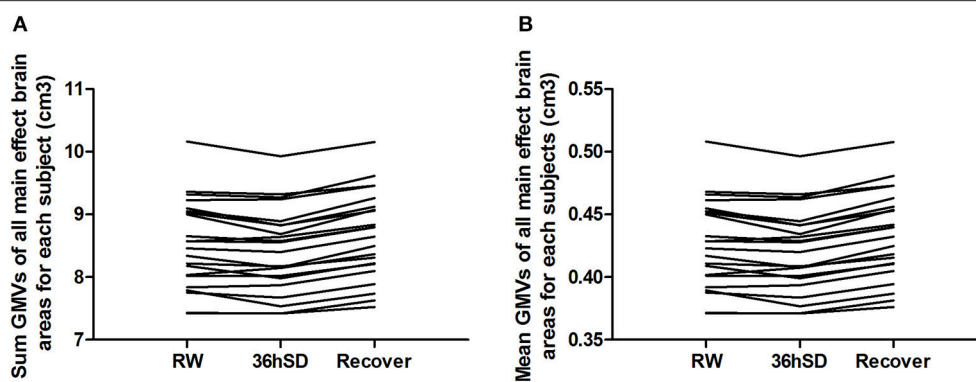 A
Sum GMVs of all main effect brain
areas for each subject (cm3)
11
10
9
8
7
RW 36hSD Recover
B
Mean GMVs of all main effect brain
areas for each subjects (cm3)
0.55
0.50
0.45
0.40
0.35
RW 36hSD Recover